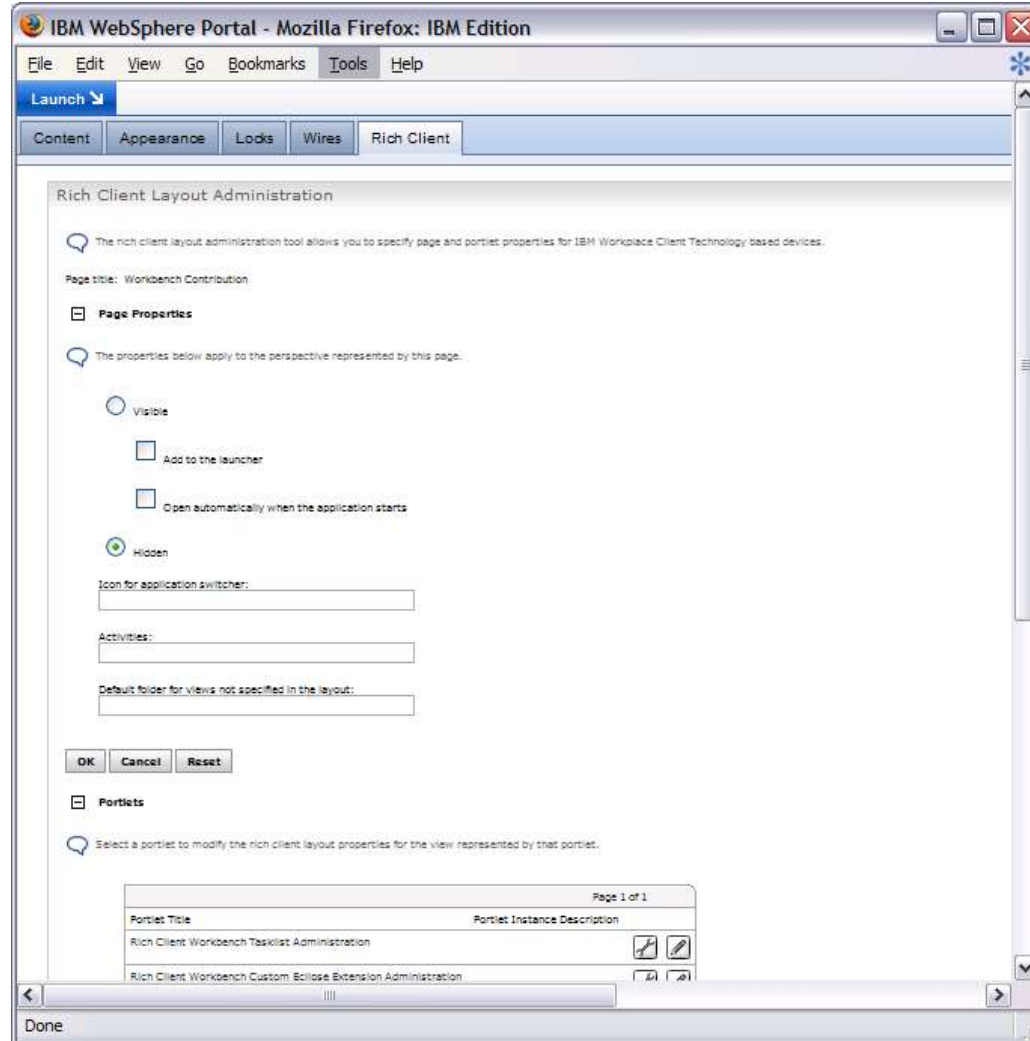 IBM WebSphere Portal - Mozilla Firefox: IBM Edition
File Edit View Go Bookmarks Tools Help
Launch
Content Appearance Locks Wires Rich Client
Rich Client Layout Administration
The rich client layout administration tool allows you to specify page and portlet properties for IBM Workplace Client Technology based devices.
Page title: Workbench Contribution
Page Properties
The properties below apply to the perspective represented by this page.
Visible
Add to the launcher
Open automatically when the application starts
Hidden
Icon for application switcher:
Activities:
Default folder for views not specified in the layout:
OK Cancel Reset
Portlets
Select a portlet to modify the rich client layout properties for the view represented by that portlet.
Page 1 of 1
Portlet Title Portlet Instance Description
Rich Client Workbench Tasklist Administration
Rich Client Workbench Custom Eclipse Extension Administration
Done